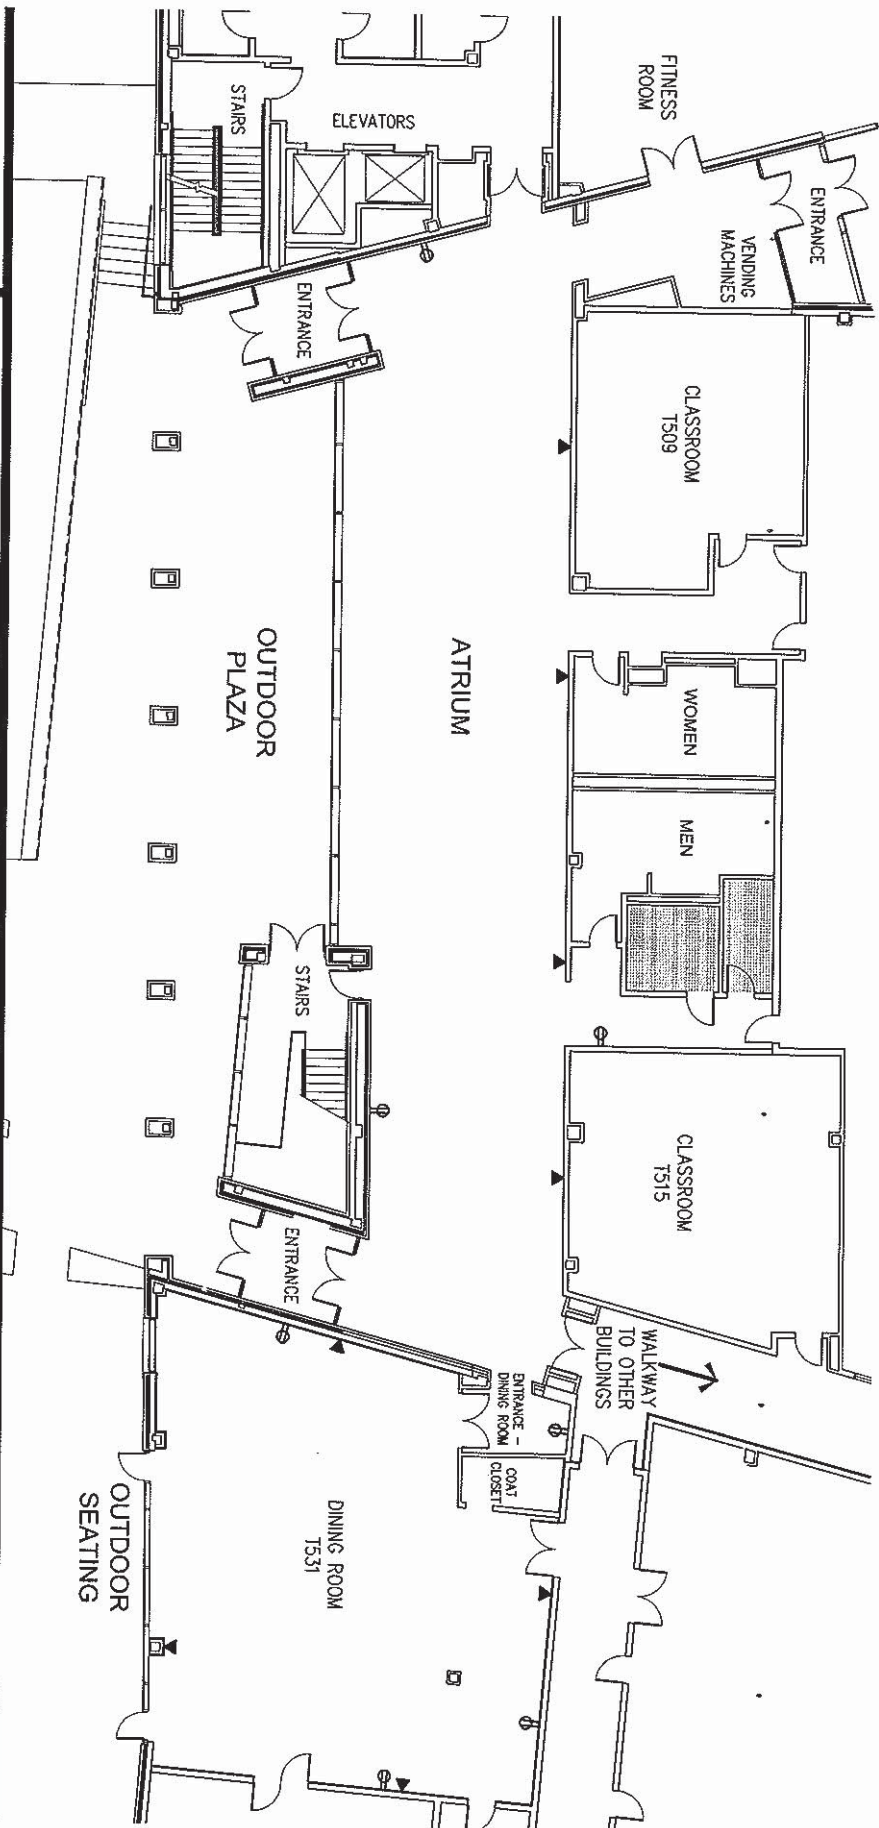 FITNESS
ROOM
ENTRANCE
VENDING
MACHINES
STAIRS
ELEVATORS
ENTRANCE
CLASSROOM
T509
WOMEN
MEN
CLASSROOM
T515
ATRIUM
OUTDOOR
PLAZA
STAIRS
ENTRANCE
WALKWAY
TO OTHER
BUILDINGS
ENTRANCE -
DINING ROOM
COAT
CLOSET
DINING ROOM
T531
OUTDOOR
SEATING